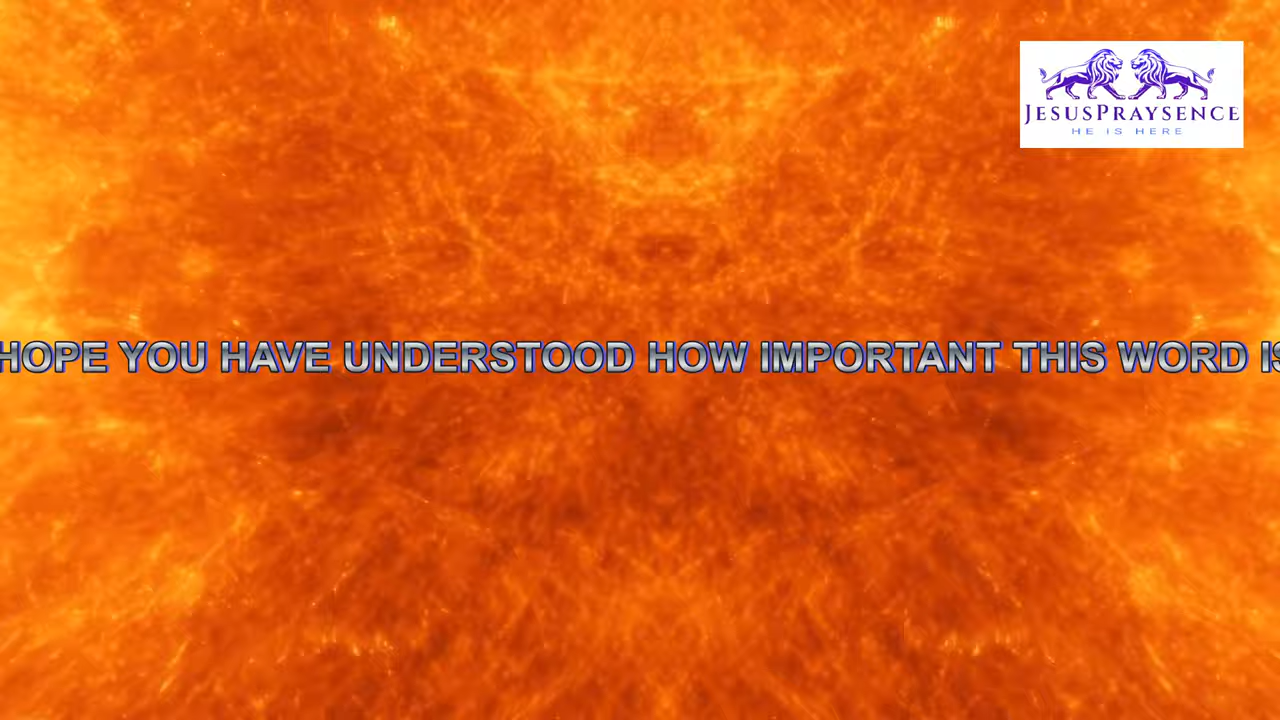 JESUSPRAYSENCE
HE IS HERE
HOPE YOU HAVE UNDERSTOOD HOW IMPORTANT THIS WORD IS